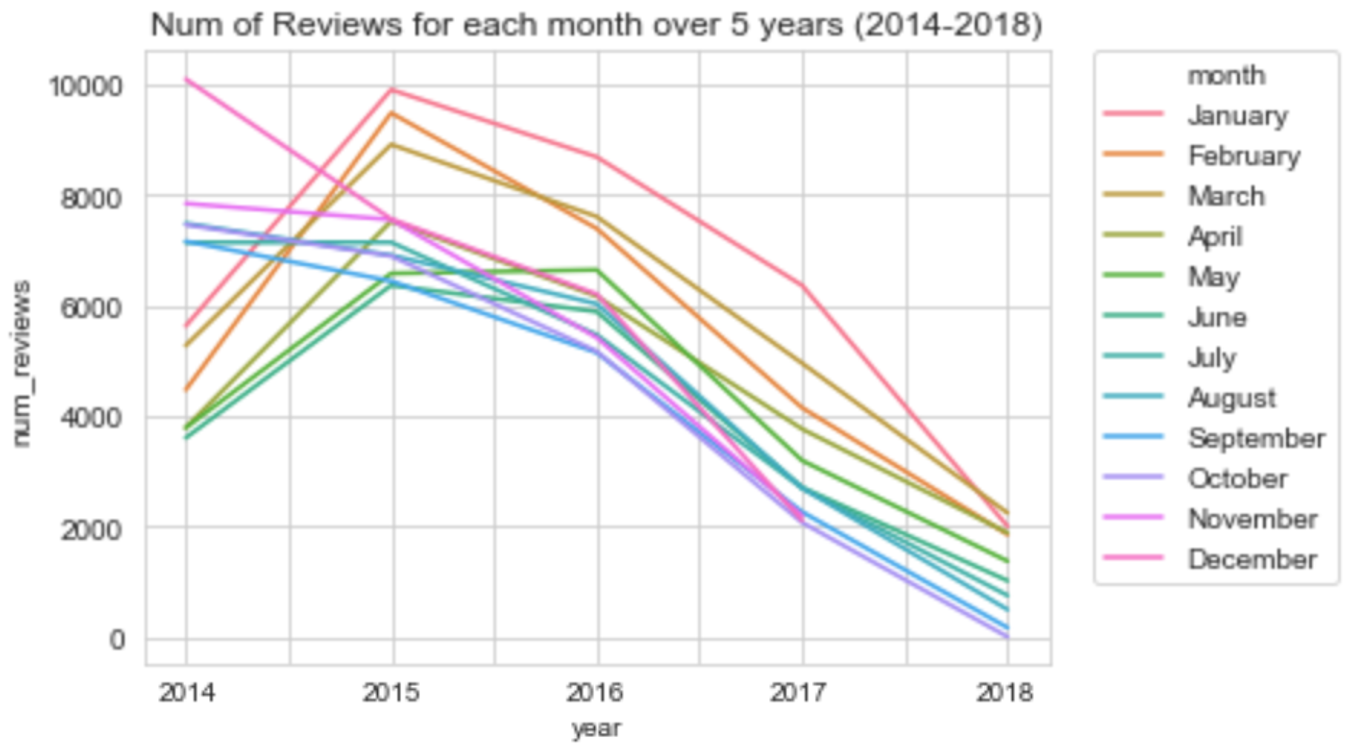 Num of Reviews for each month over 5 years (2014-2018)
month
January
February
March
April
May
June
July
August
September
October
November
December
num_reviews
10000
8000
6000
4000
2000
0
2014 2015 2016 2017 2018
year